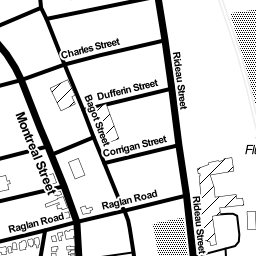 Charles Street
Rideau Street
Dufferin Street
Bagot Street
Montreal Street
Corrigan Street
Raglan Road
Rideau Street
Raglan Road